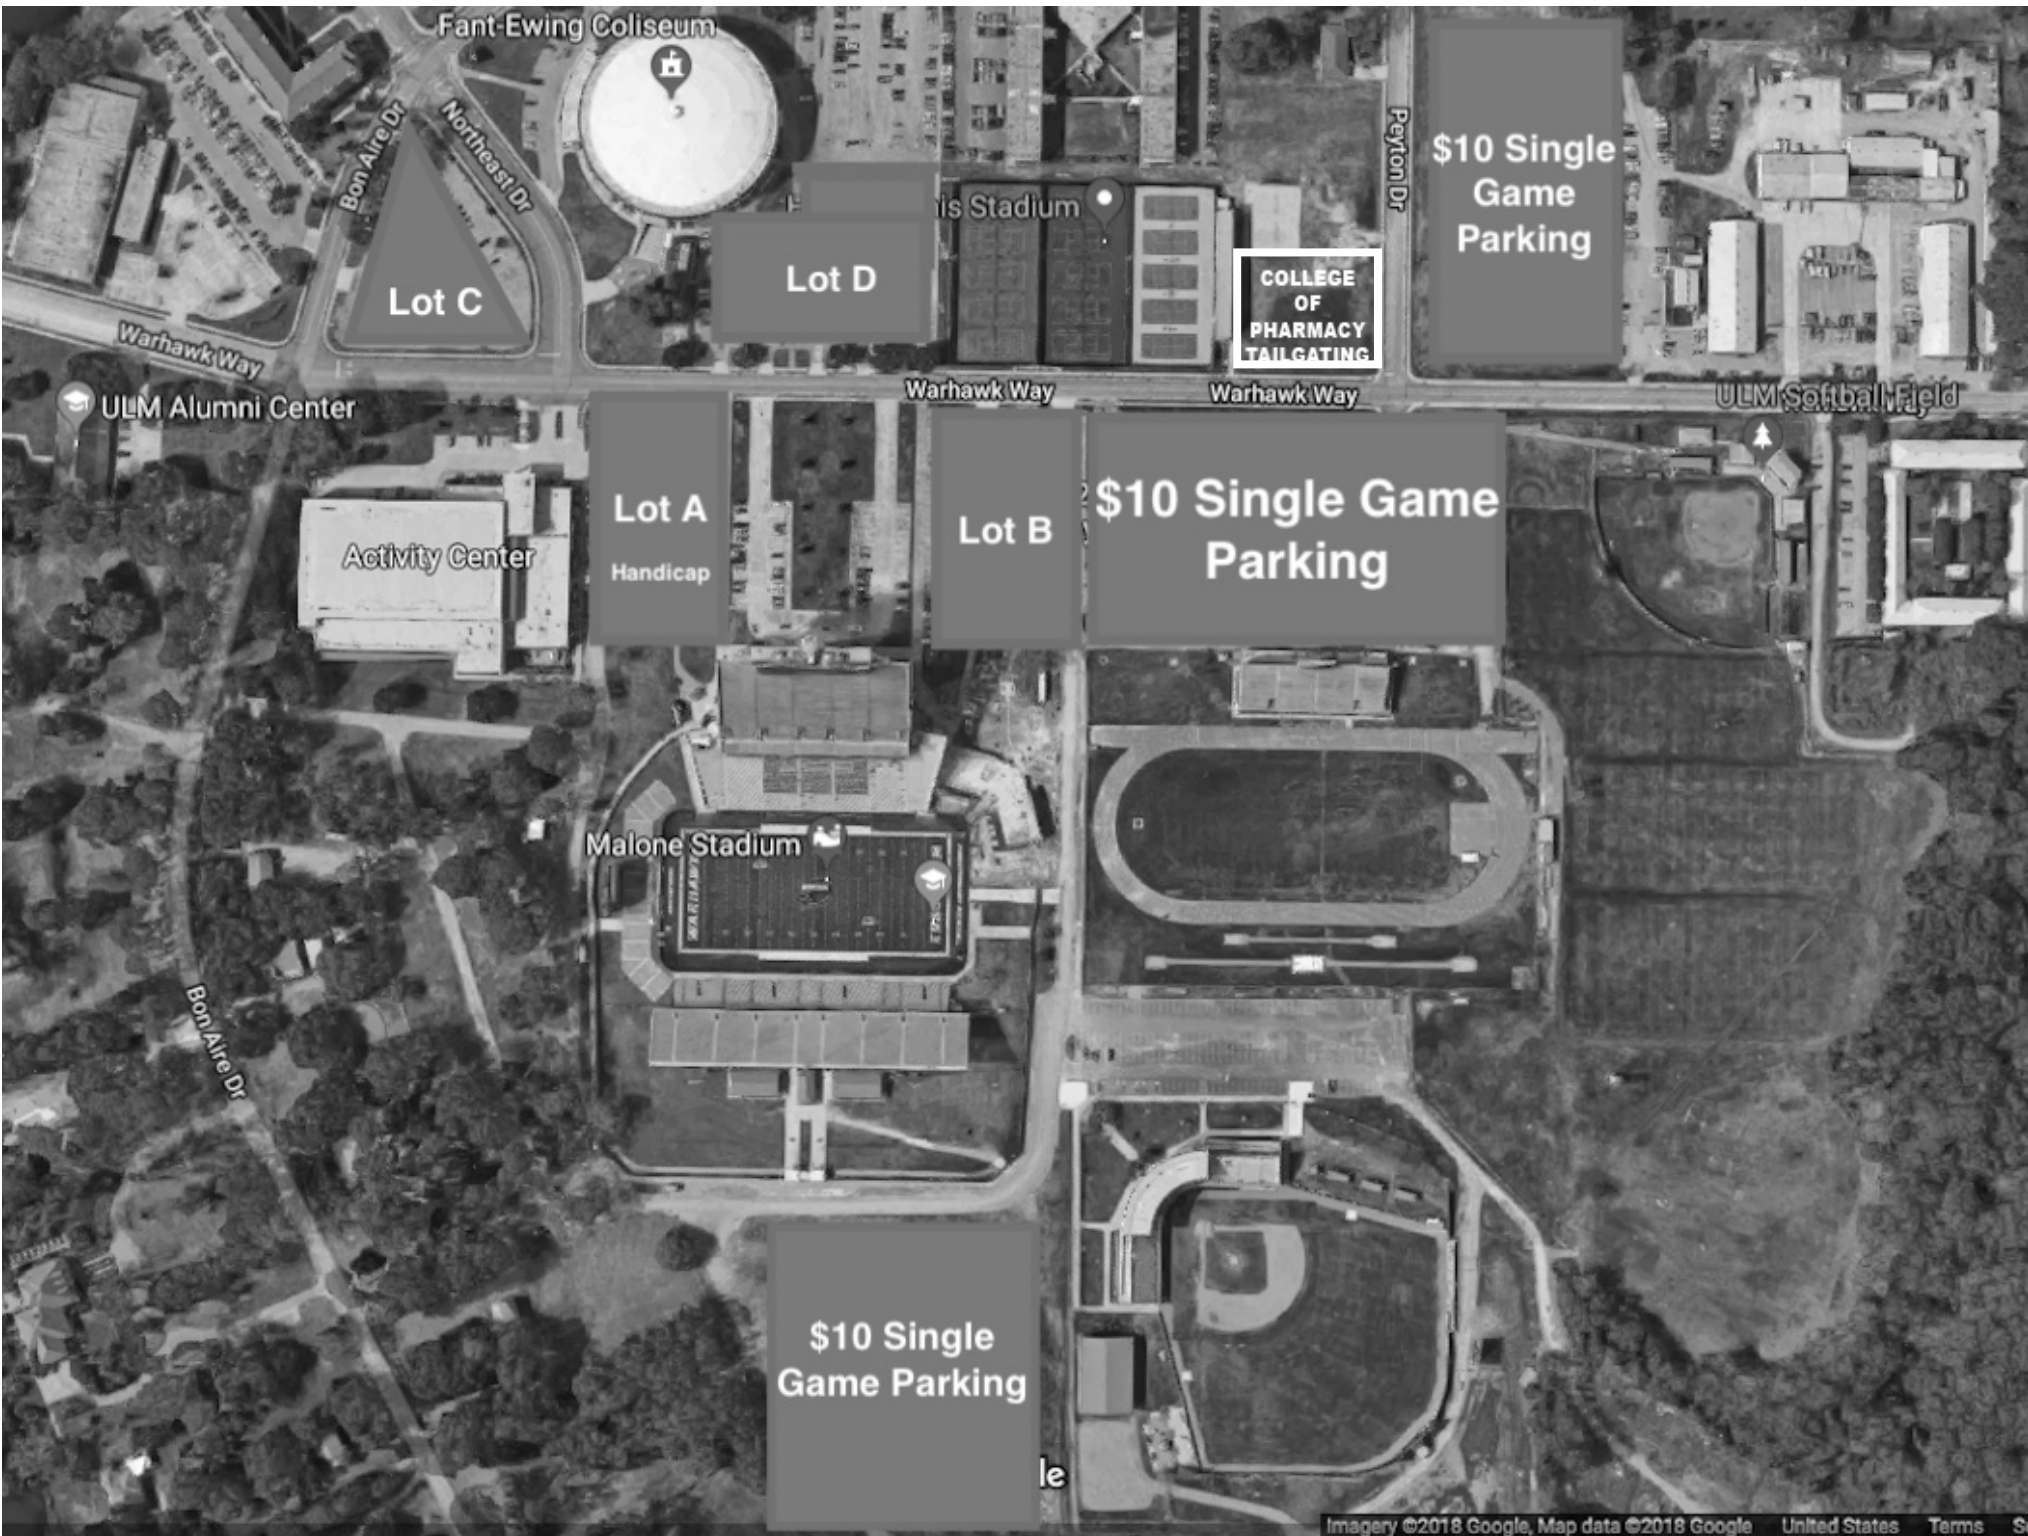 Fant-Ewing Coliseum
Bon Aire Dr
Northeast Dr
Peyton Dr
$10 Single
Game
Parking
nis Stadium
Lot D
Lot C
COLLEGE
OF
PHARMACY
TAILGATING
Warhawk Way
Warhawk Way
Warhawk Way
ULM Softball Field
ULM Alumni Center
Lot A
Handicap
Lot B
$10 Single Game
Parking
Activity Center
Malone Stadium
WARHAWKS
Bon Aire Dr
$10 Single
Game Parking
le
Imagery ©2018 Google, Map data ©2018 Google United States Terms S